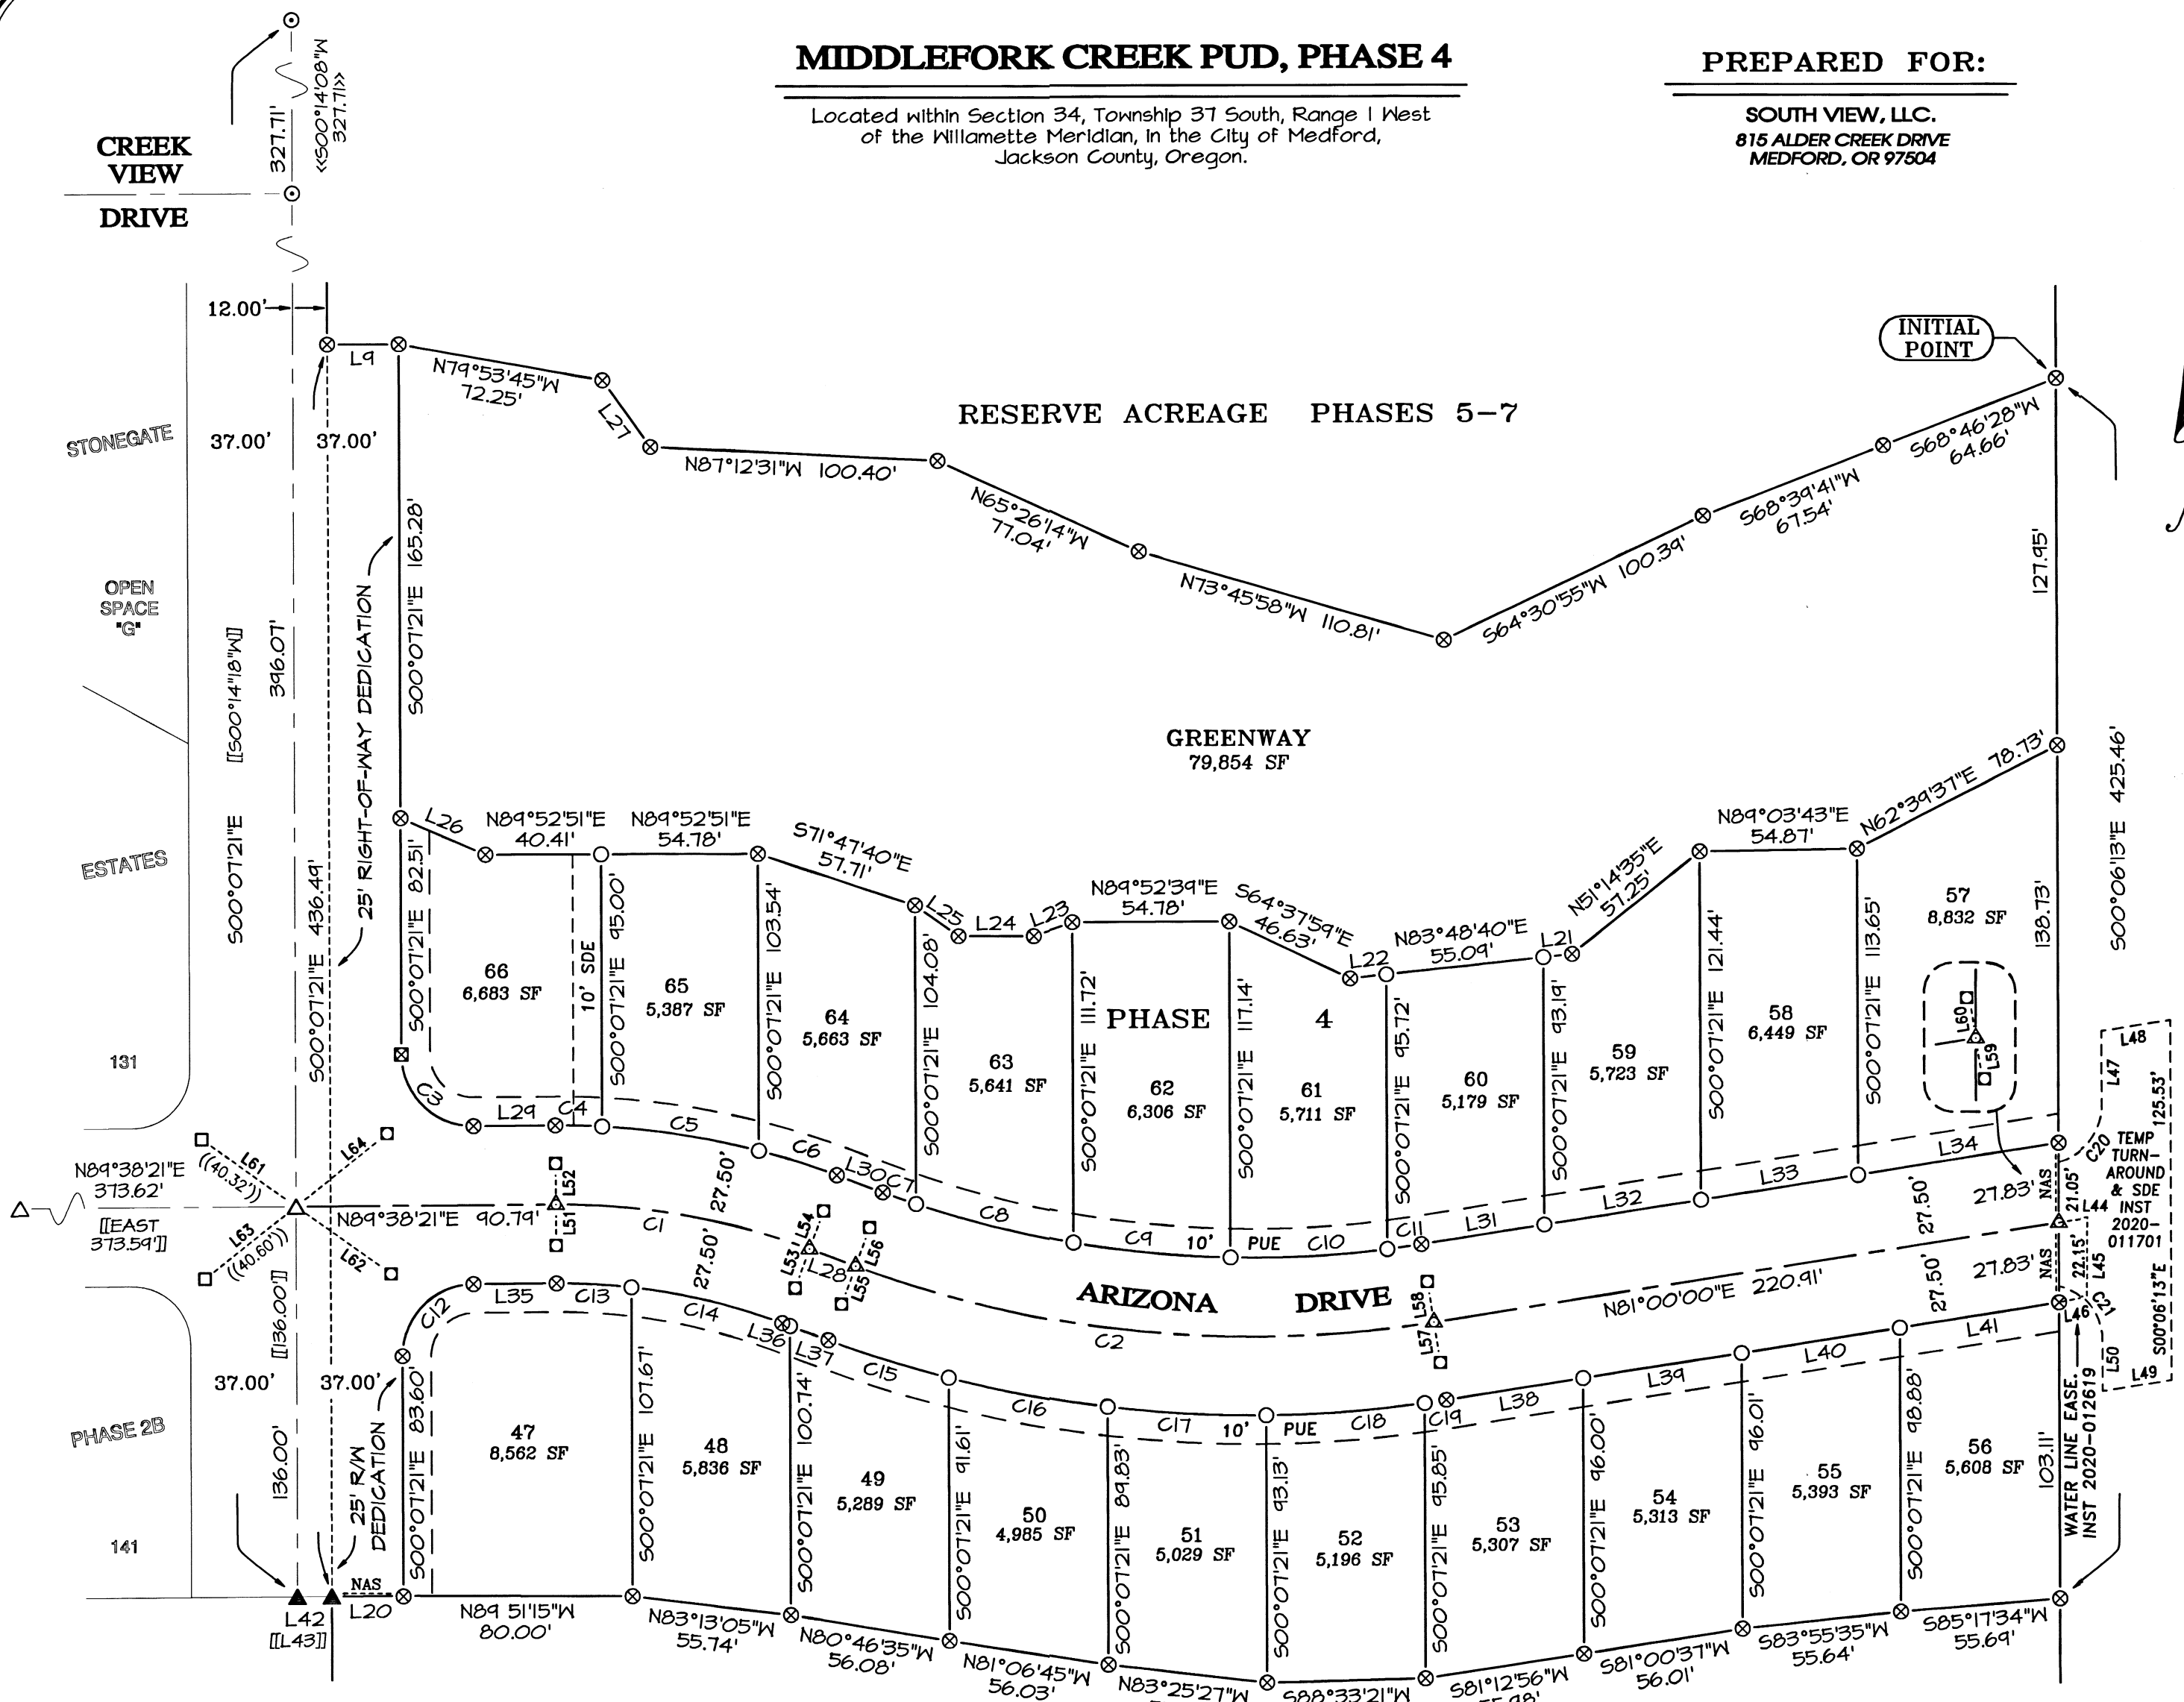 MIDDLEFORK CREEK PUD, PHASE 4
Located within Section 34, Township 37 South, Range 1 West
of the Willamette Meridian, in the City of Medford,
Jackson County, Oregon.
PREPARED FOR:
SOUTH VIEW, LLC.
815 ALDER CREEK DRIVE
MEDFORD, OR 97504
CREEK
VIEW
DRIVE
327.71'
<<S00°14'08"W
327.71>>
12.00'
L9
N79°53'45"W
72.25'
L27
N87°12'31"W 100.40'
N65°26'14"W
77.04'
N73°45'58"W 110.81'
S64°30'55"W 100.39'
S68°39'41"W
67.54'
S68°46'28"W
64.66'
INITIAL
POINT
RESERVE ACREAGE PHASES 5-7
STONEGATE
37.00'
37.00'
OPEN
SPACE
"G"
ESTATES
131
S00°07'21"E
396.07'
[[S00°14'18"W]]
S00°07'21"E 436.49'
25' RIGHT-OF-WAY DEDICATION
S00°07'21"E 165.28'
127.95'
GREENWAY
79,854 SF
S00°06'13"E 425.46'
L26
N89°52'51"E
40.41'
N89°52'51"E
54.78'
S71°47'40"E
57.71'
L25
L24
L23
N89°52'39"E
54.78'
S64°37'59"E
46.63'
L22
N83°48'40"E
55.09'
L21
N51°14'35"E
57.25'
N89°03'43"E
54.87'
N62°39'37"E 78.73'
S00°07'21"E 82.51'
66
6,683 SF
10' SDE
S00°07'21"E 95.00'
65
5,387 SF
S00°07'21"E 103.54'
64
5,663 SF
S00°07'21"E 104.08'
63
5,641 SF
S00°07'21"E 111.72'
PHASE 4
62
6,306 SF
S00°07'21"E 117.14'
61
5,711 SF
S00°07'21"E 95.72'
60
5,179 SF
S00°07'21"E 93.19'
59
5,723 SF
S00°07'21"E 121.44'
58
6,449 SF
S00°07'21"E 113.65'
57
8,832 SF
138.73'
L60
L59
C3
L29
C4
C5
C6
L30
C7
C8
C9
10' PUE
C10
C11
L31
L32
L33
L34
N89°38'21"E
373.62'
[[EAST
373.59']]
L61
((40.32'))
L64
L63
((40.60'))
L62
N89°38'21"E 90.79'
L52
L51
C1
27.50'
27.50'
L54
L53
L28
L56
L55
C2
ARIZONA DRIVE
L58
L57
N81°00'00"E 220.91'
27.50'
27.50'
27.83'
27.83'
NAS
NAS
21.05'
22.15'
L44
L45
L46
C20
C21
L47
L48
125.53'
TEMP
TURN-
AROUND
& SDE
INST
2020-
011701
S00°06'13"E
L50
L49
WATER LINE EASE.
INST 2020-012619
PHASE 2B
141
[[136.00']]
136.00'
37.00'
37.00'
25' R/W
DEDICATION
S00°07'21"E 83.60'
C12
L35
C13
C14
L36
L37
C15
C16
C17
10' PUE
C18
C19
L38
L39
L40
L41
47
8,562 SF
S00°07'21"E 107.67'
48
5,836 SF
S00°07'21"E 100.74'
49
5,289 SF
S00°07'21"E 91.61'
50
4,985 SF
S00°07'21"E 89.83'
51
5,029 SF
S00°07'21"E 93.13'
52
5,196 SF
S00°07'21"E 95.85'
53
5,307 SF
S00°07'21"E 96.00'
54
5,313 SF
S00°07'21"E 96.01'
55
5,393 SF
S00°07'21"E 98.88'
56
5,608 SF
103.11'
NAS
L42
[[L43]]
L20
N89 51'15"W
80.00'
N83°13'05"W
55.74'
N80°46'35"W
56.08'
N81°06'45"W
56.03'
N83°25'27"W
S88°33'21"W
S81°12'56"W
S81°00'37"W
56.01'
S83°55'35"W
55.64'
S85°17'34"W
55.69'